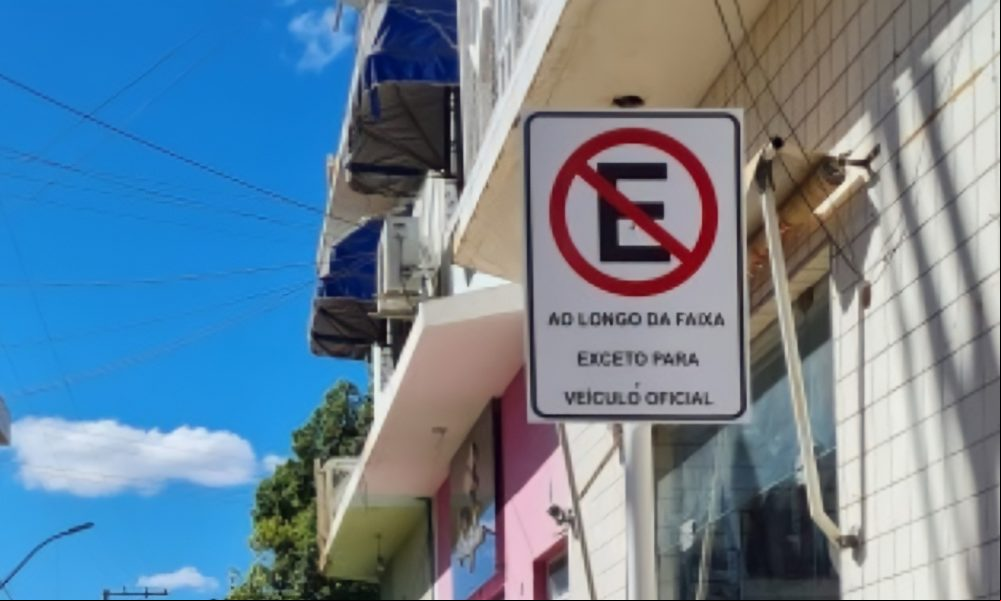 E
AO LONGO DA FAIXA
EXCETO PARA
VEÍCULO OFICIAL